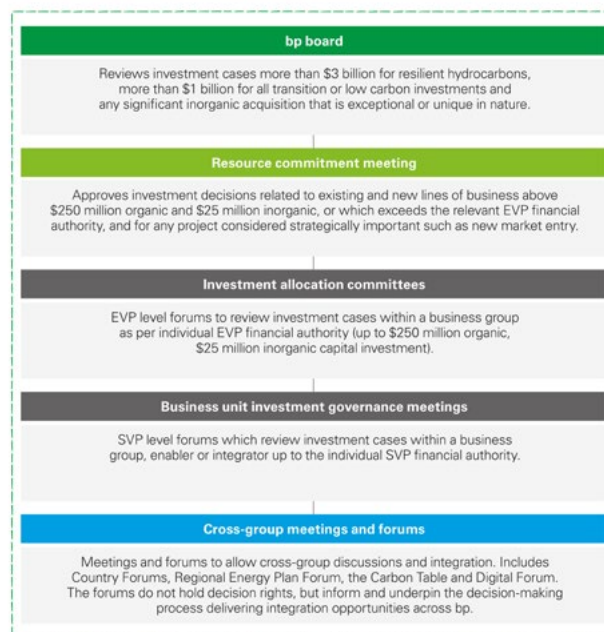 bp board
Reviews investment cases more than $3 billion for resilient hydrocarbons,
more than $1 billion for all transition or low carbon investments and
any significant inorganic acquisition that is exceptional or unique in nature.
Resource commitment meeting
Approves investment decisions related to existing and new lines of business above
$250 million organic and $25 million inorganic, or which exceeds the relevant EVP financial
authority, and for any project considered strategically important such as new market entry.
Investment allocation committees
EVP level forums to review investment cases within a business group
as per individual EVP financial authority (up to $250 million organic,
$25 million inorganic capital investment).
Business unit investment governance meetings
SVP level forums which review investment cases within a business
group, enabler or integrator up to the individual SVP financial authority.
Cross-group meetings and forums
Meetings and forums to allow cross-group discussions and integration. Includes
Country Forums, Regional Energy Plan Forum, the Carbon Table and Digital Forum.
The forums do not hold decision rights, but inform and underpin the decision-making
process delivering integration opportunities across bp.